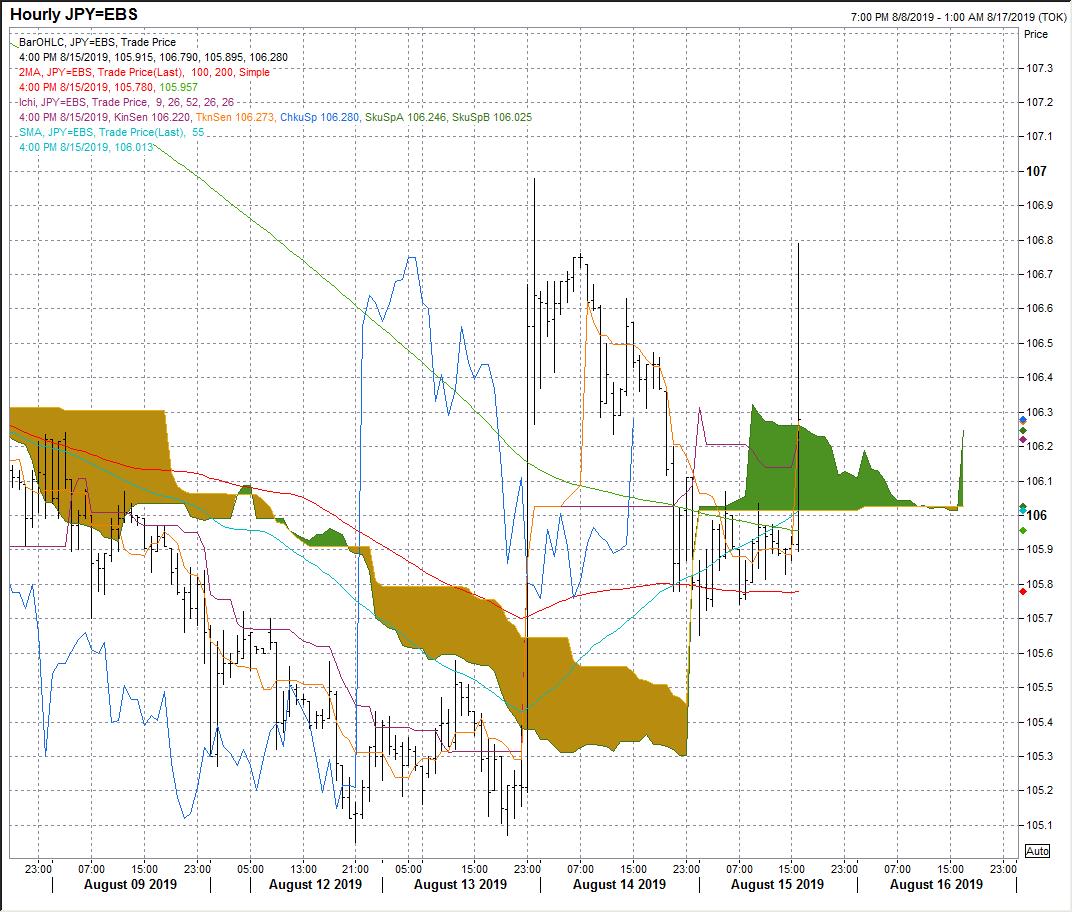 Hourly JPY=EBS
7:00 PM 8/8/2019 - 1:00 AM 8/17/2019 (TOK)
Price
BarOHLC, JPY=EBS, Trade Price
4:00 PM 8/15/2019, 105.915, 106.790, 105.895, 106.280
2MA, JPY=EBS, Trade Price(Last), 100, 200, Simple
4:00 PM 8/15/2019, 105.780, 105.957
Ichi, JPY=EBS, Trade Price, 9, 26, 52, 26, 26
4:00 PM 8/15/2019, KinSen 106.220, TknSen 106.273, ChkuSp 106.280, SkuSpA 106.246, SkuSpB 106.025
SMA, JPY=EBS, Trade Price(Last), 55
4:00 PM 8/15/2019, 106.013
107.3
107.2
107.1
107
106.9
106.8
106.7
106.6
106.5
106.4
106.3
106.2
106.1
106
105.9
105.8
105.7
105.6
105.5
105.4
105.3
105.2
105.1
Auto
23:00 07:00 15:00 23:00 05:00 13:00 21:00 05:00 15:00 23:00 07:00 15:00 23:00 07:00 15:00 23:00 07:00 15:00 23:00
August 09 2019 August 12 2019 August 13 2019 August 14 2019 August 15 2019 August 16 2019